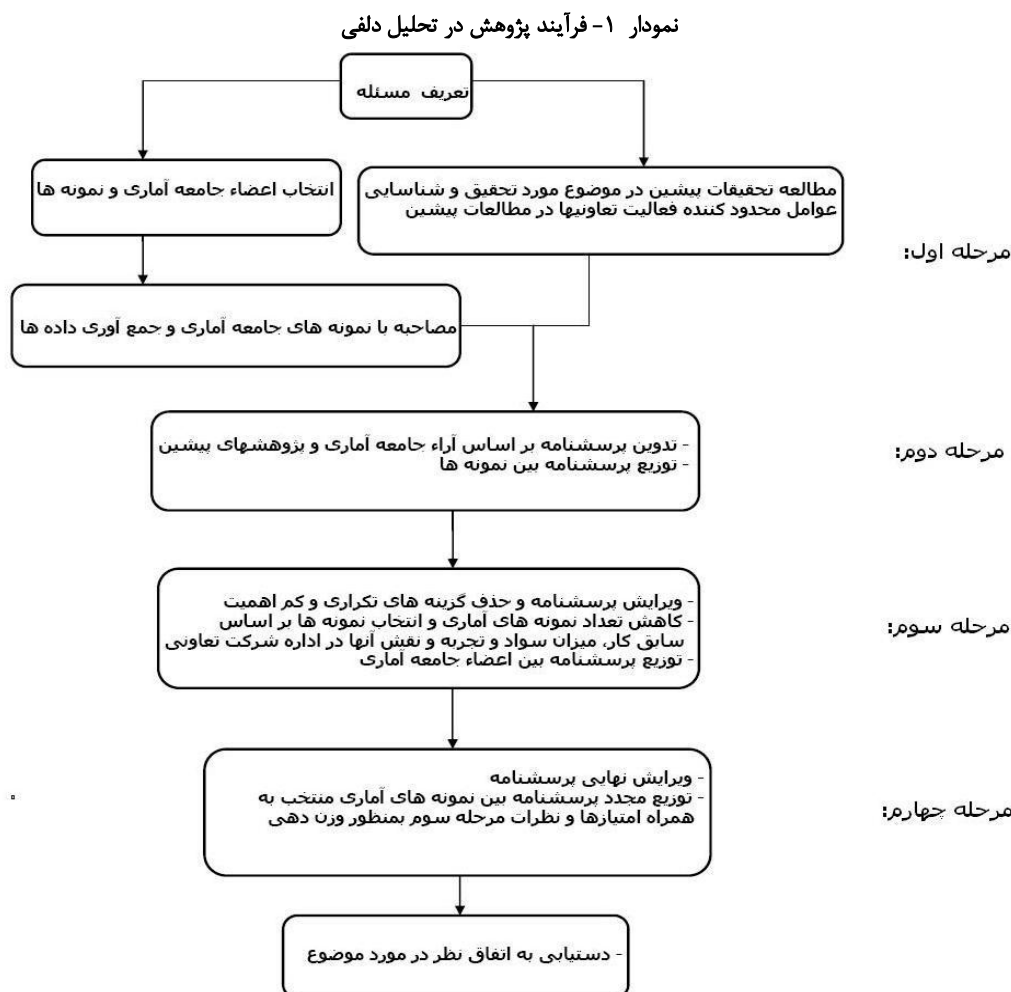 نمودار ۱- فرآیند پژوهش در تحلیل دلفی
تعریف مسئله
مطالعه تحقیقات پیشین در موضوع مورد تحقیق و شناسایی
عوامل محدود کننده فعالیت تعاونیها در مطالعات پیشین
انتخاب اعضاء جامعه آماری و نمونه ها
مرحله اول:
مصاحبه با نمونه های جامعه آماری و جمع آوری داده ها
مرحله دوم:
- تدوین پرسشنامه بر اساس آراء جامعه آماری و پژوهشهای پیشین
- توزیع پرسشنامه بین نمونه ها
مرحله سوم:
- ویرایش پرسشنامه و حذف گزینه های تکراری و کم اهمیت
- کاهش تعداد نمونه های آماری و انتخاب نمونه ها بر اساس
سابق کار، میزان سواد و تجربه و نقش آنها در اداره شرکت تعاونی
- توزیع پرسشنامه بین اعضاء جامعه آماری
مرحله چهارم:
- ویرایش نهایی پرسشنامه
- توزیع مجدد پرسشنامه بین نمونه های آماری منتخب به
همراه امتیازها و نظرات مرحله سوم بمنظور وزن دهی
- دستیابی به اتفاق نظر در مورد موضوع